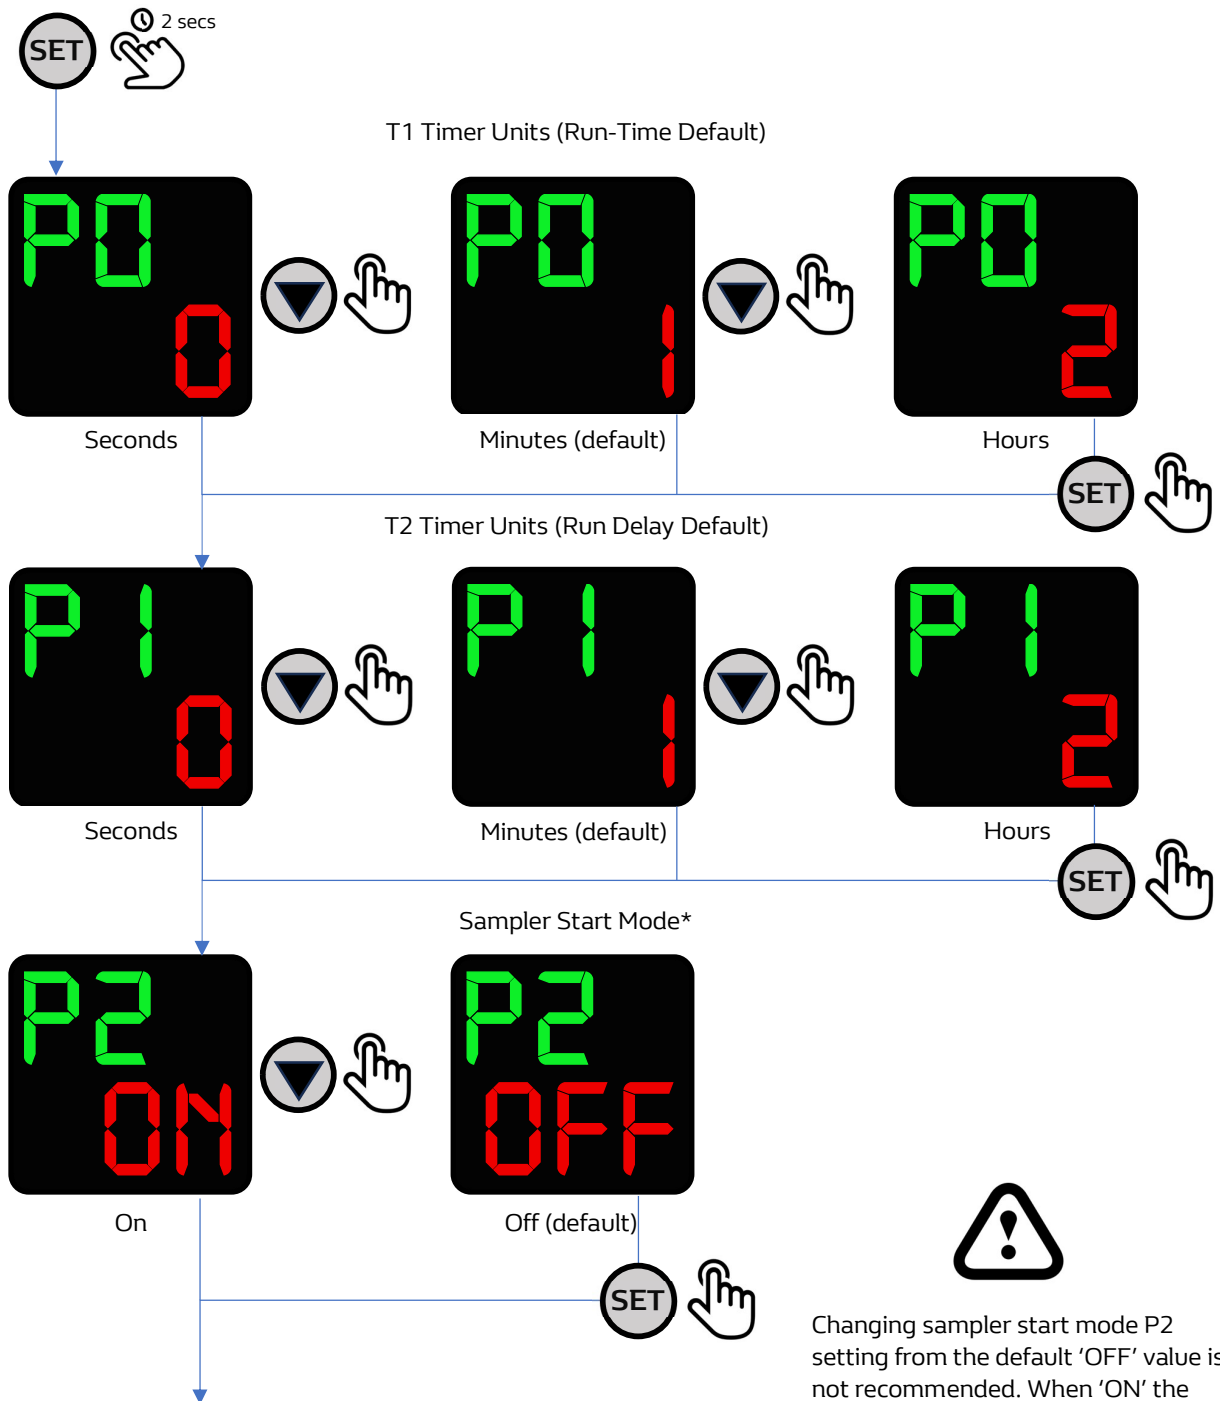 SET
2 secs
T1 Timer Units (Run-Time Default)
P0
0
P0
1
P0
2
Seconds
Minutes (default)
Hours
SET
T2 Timer Units (Run Delay Default)
P1
0
P1
1
P1
2
Seconds
Minutes (default)
Hours
SET
Sampler Start Mode*
P2
ON
P2
OFF
On
Off (default)
SET
Changing sampler start mode P2
setting from the default ‘OFF’ value is
not recommended. When ‘ON’ the